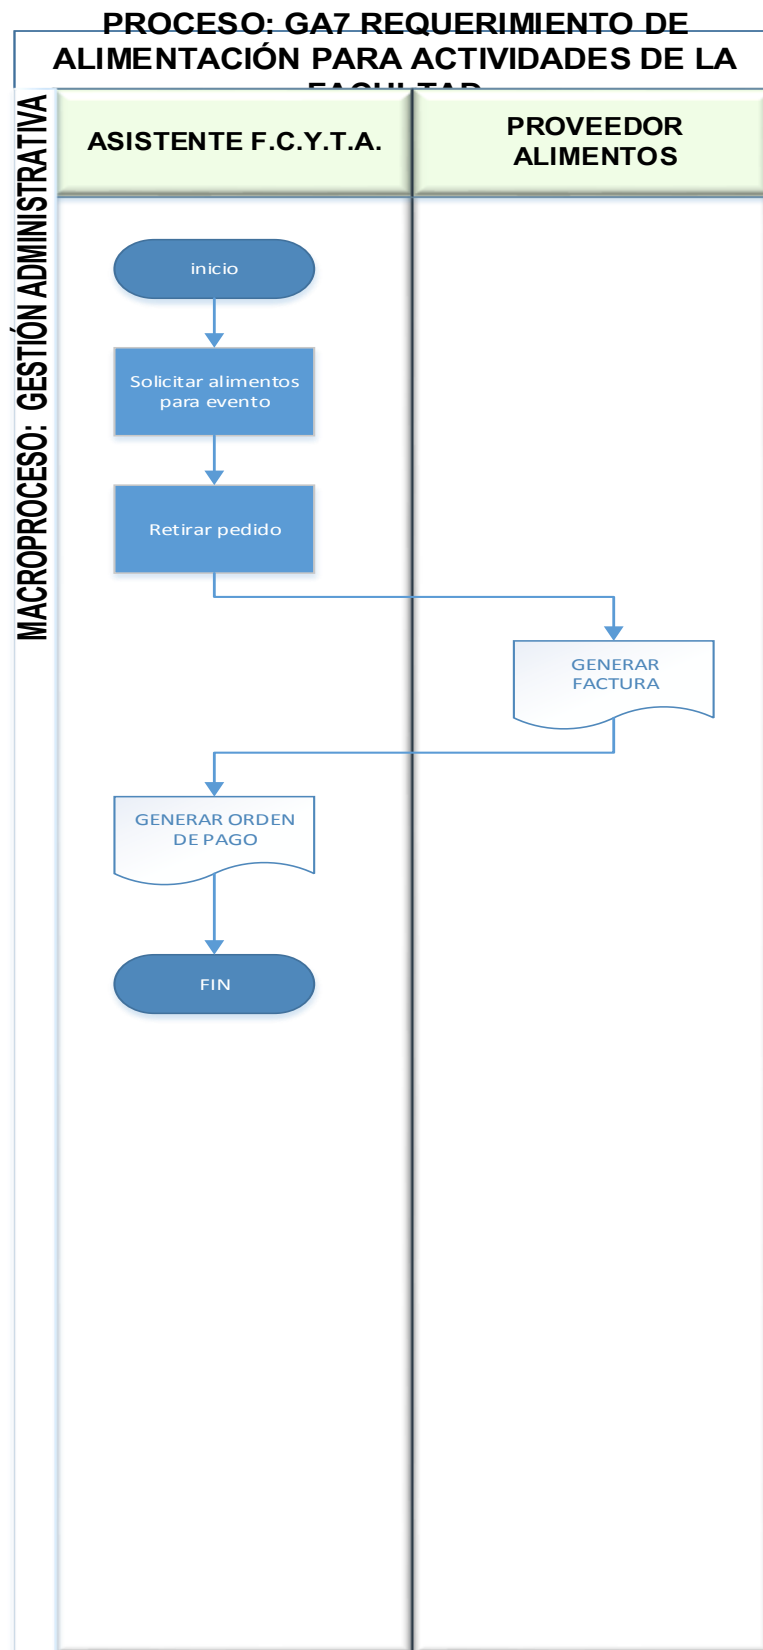 PROCESO: GA7 REQUERIMIENTO DE
ALIMENTACIÓN PARA ACTIVIDADES DE LA
FACULTAD
MACROPROCESO: GESTIÓN ADMINISTRATIVA
ASISTENTE F.C.Y.T.A.
PROVEEDOR
ALIMENTOS
inicio
Solicitar alimentos
para evento
Retirar pedido
GENERAR
FACTURA
GENERAR ORDEN
DE PAGO
FIN